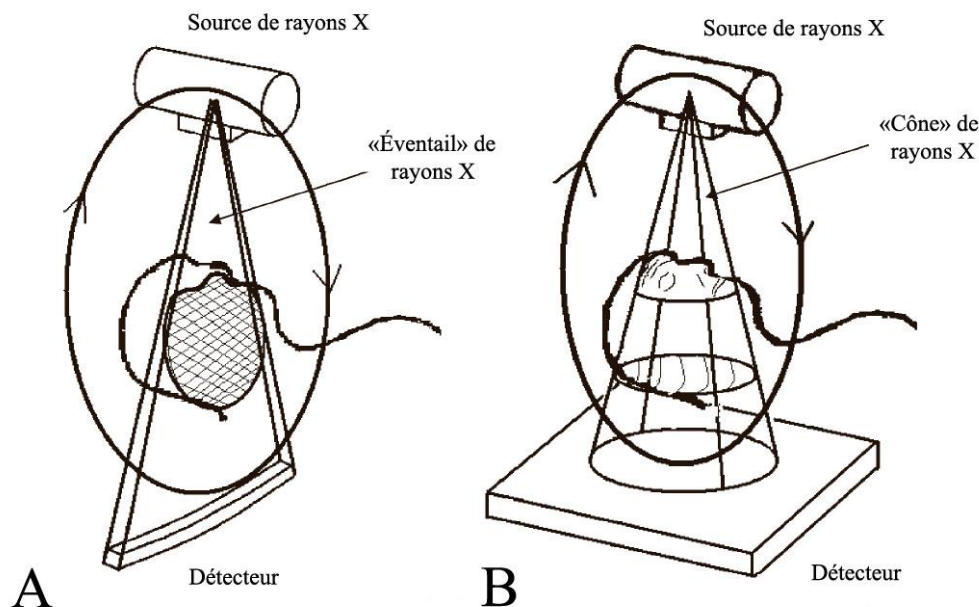 Source de rayons X
«Éventail» de
rayons X
Détecteur
A
Source de rayons X
«Cône» de
rayons X
Détecteur
B